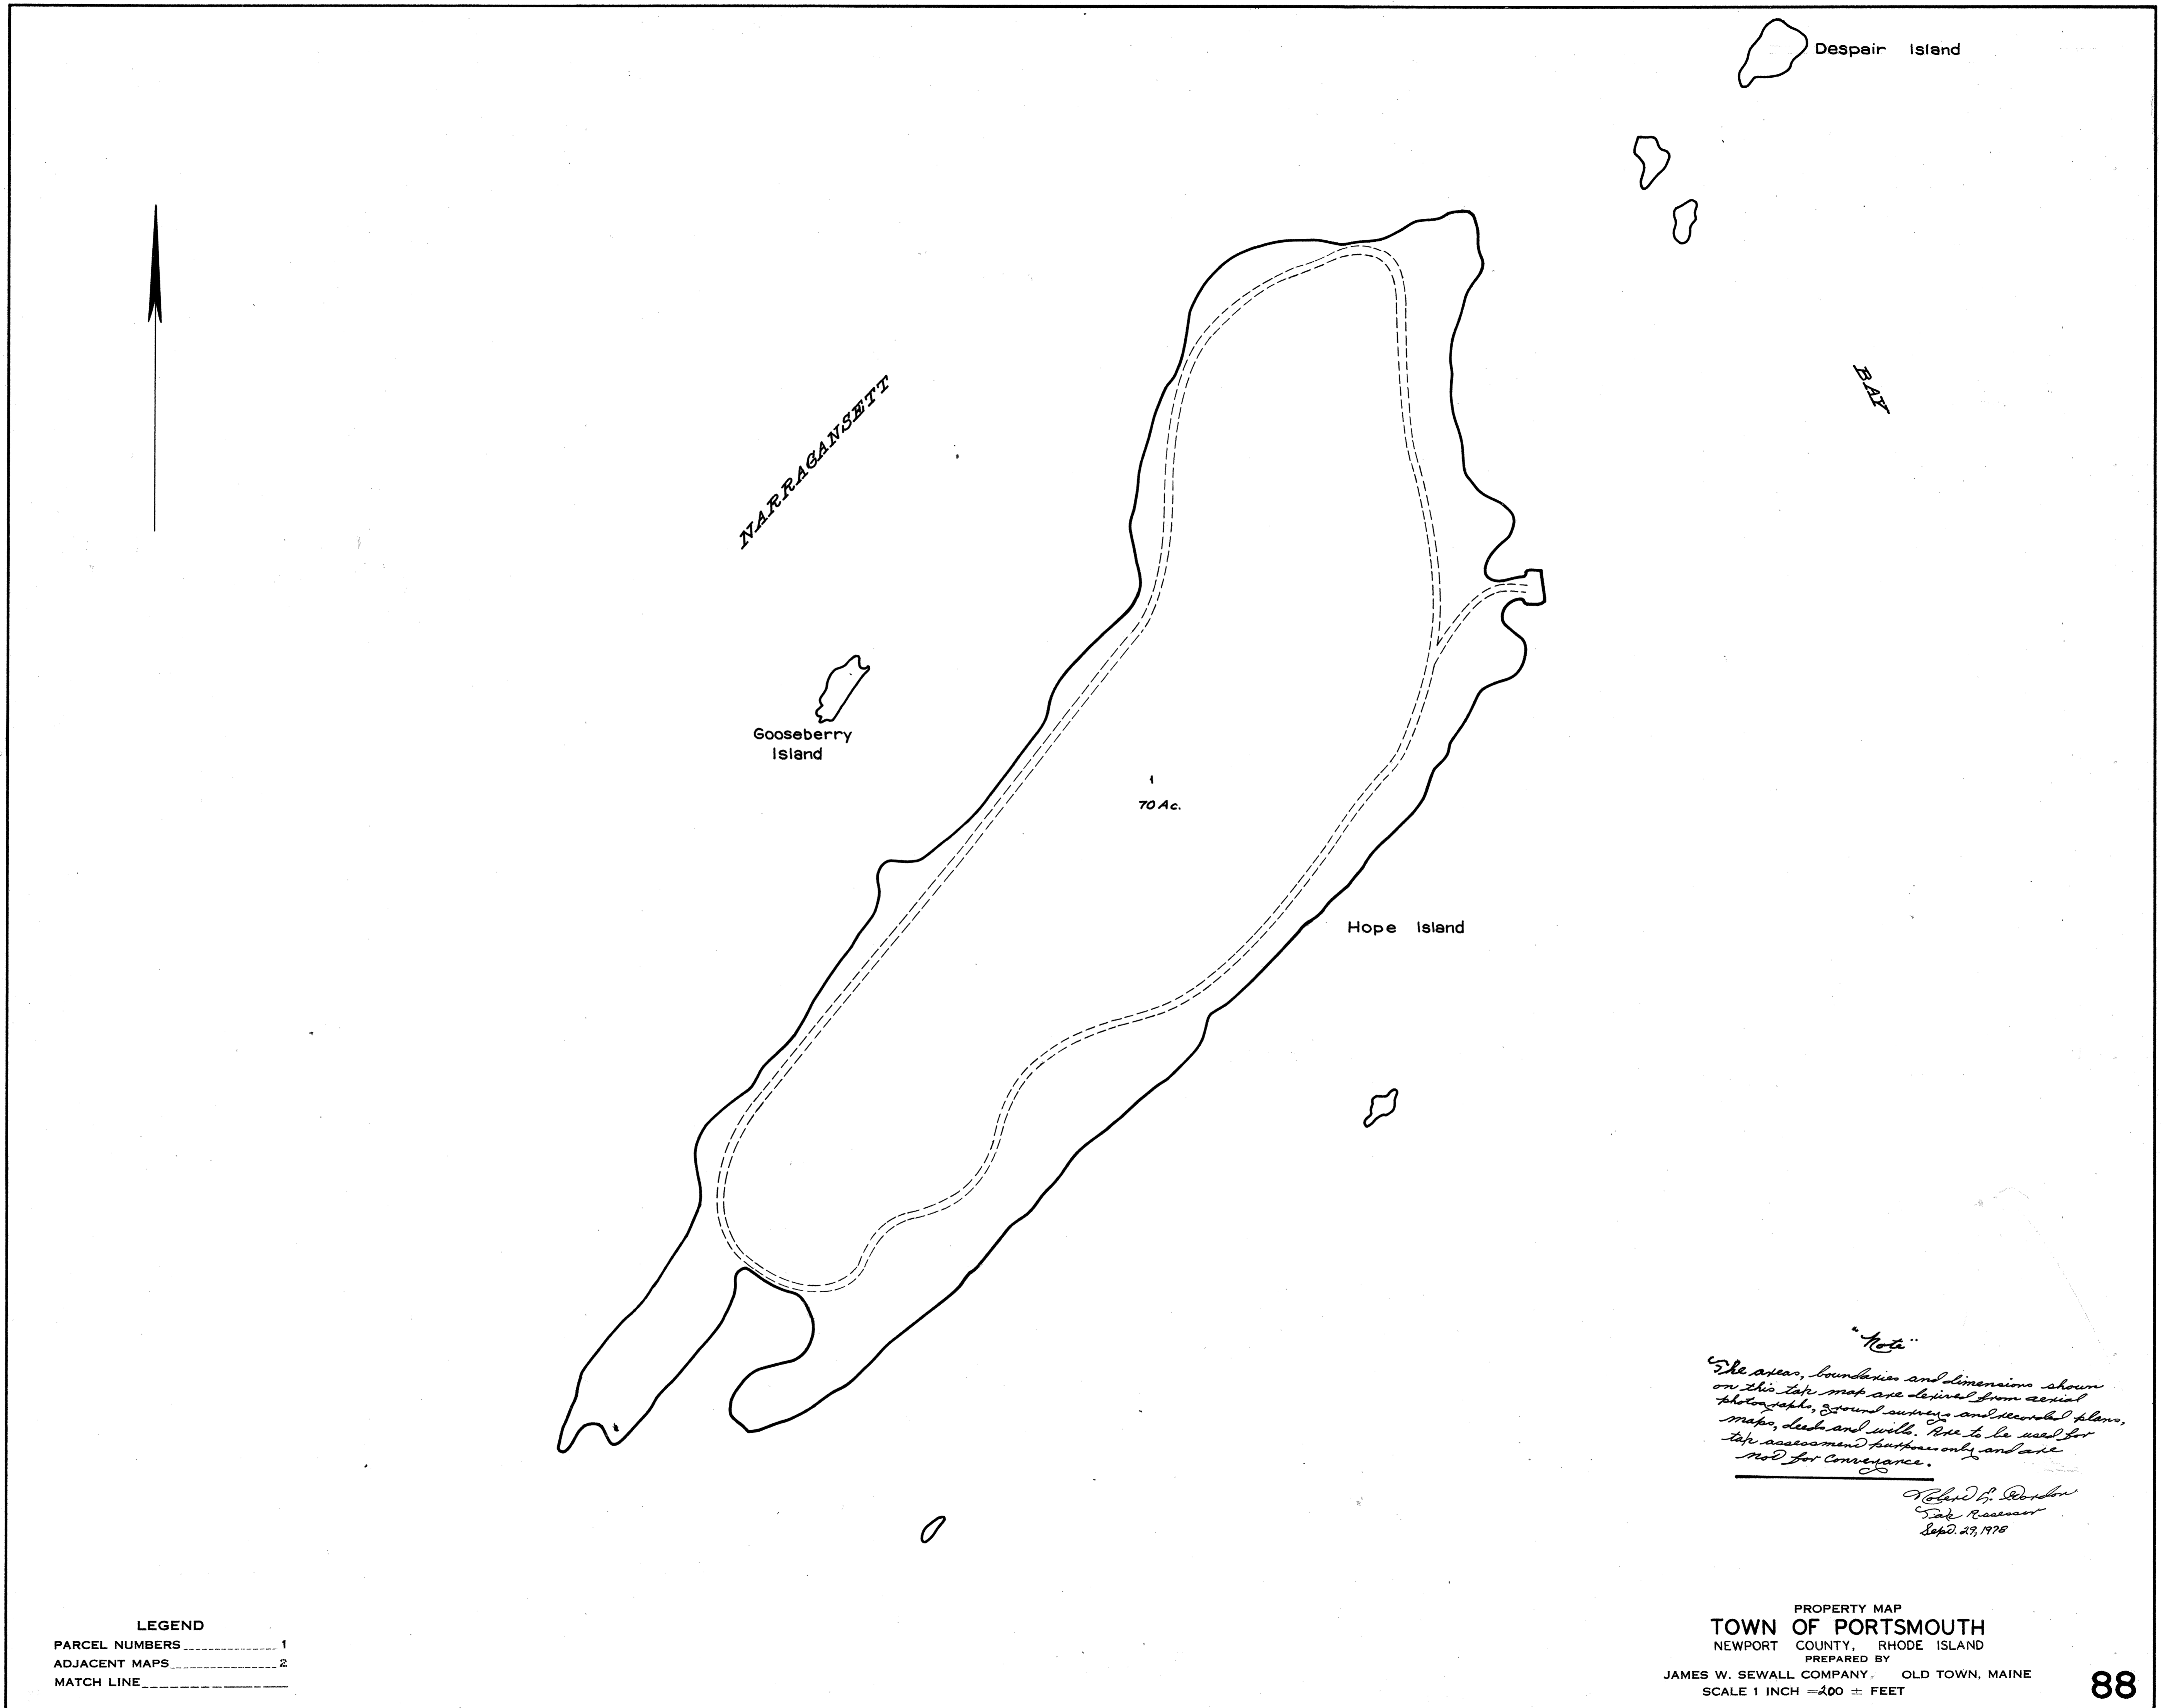 Despair Island
NARRAGANSETT
BAY
Gooseberry
Island
1
70 Ac.
Hope Island
"Note"
The areas, boundaries and dimensions shown
on this tax map are derived from aerial
photographs, ground surveys and recorded plans,
maps, deeds and wills. Are to be used for
tax assessment purposes only and are
not for conveyance.
Robert E.
Tax Assessor
Sept. 29, 1978
LEGEND
PARCEL NUMBERS 1
ADJACENT MAPS 2
MATCH LINE
PROPERTY MAP
TOWN OF PORTSMOUTH
NEWPORT COUNTY, RHODE ISLAND
PREPARED BY
JAMES W. SEWALL COMPANY OLD TOWN, MAINE
SCALE 1 INCH = 200 ± FEET
88